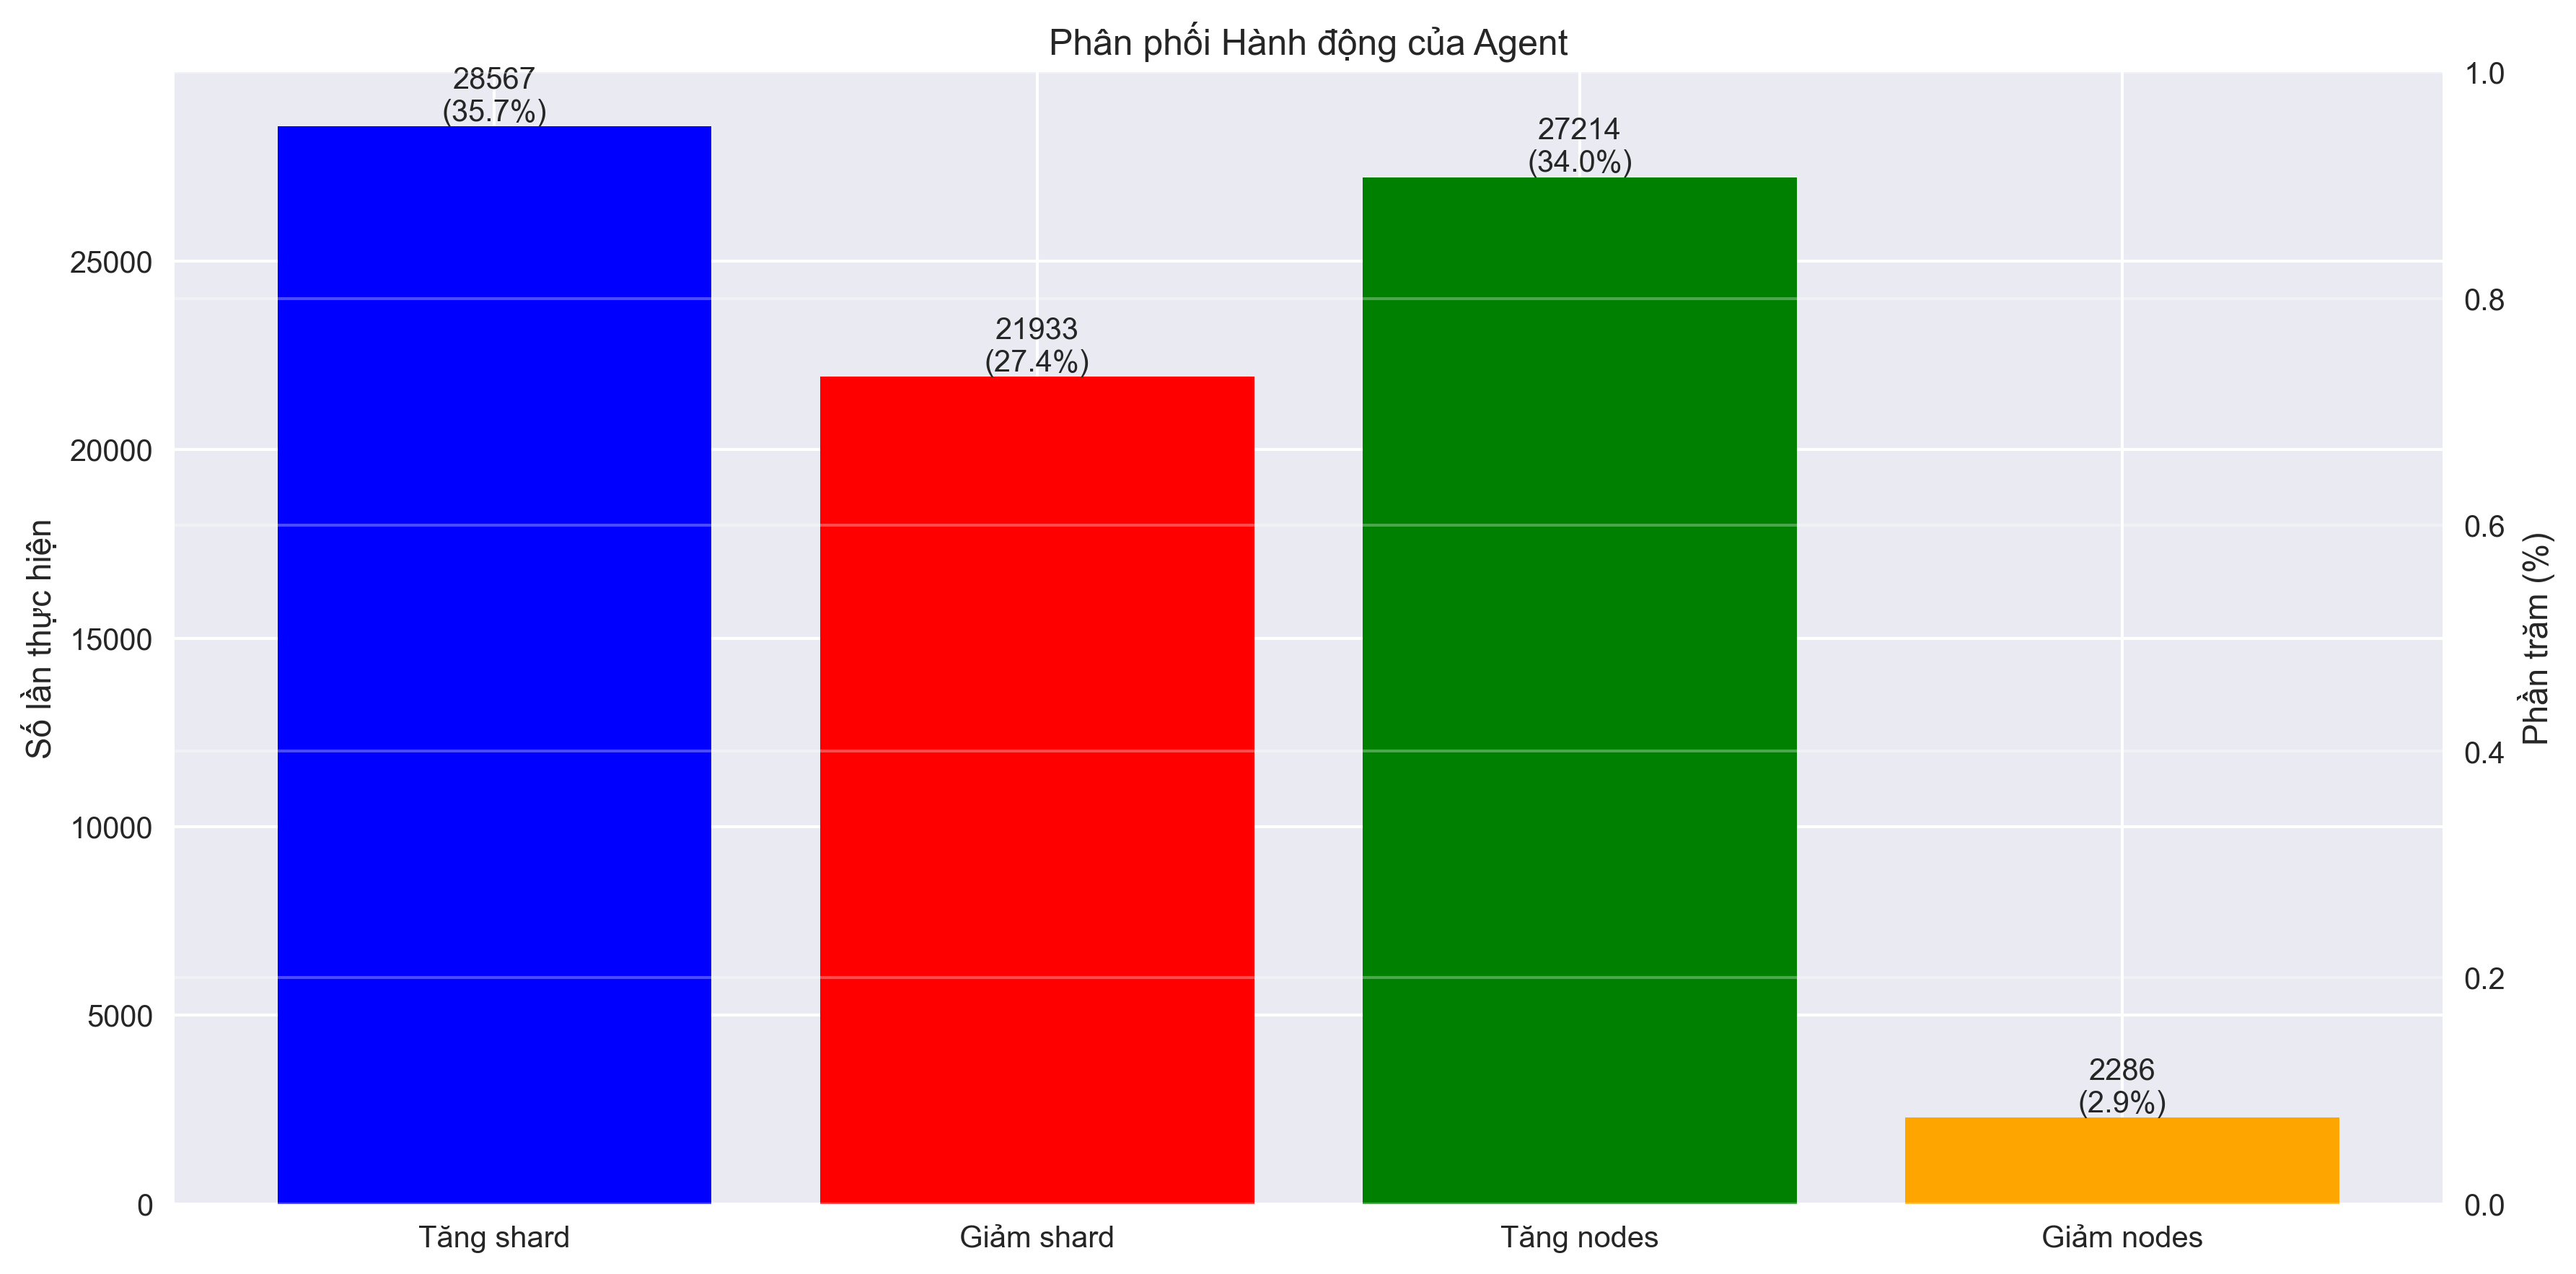 Phân phối Hành động của Agent
28567
(35.7%)
21933
(27.4%)
27214
(34.0%)
2286
(2.9%)
Số lần thực hiện
25000
20000
15000
10000
5000
0
Phần trăm (%)
1.0
0.8
0.6
0.4
0.2
0.0
Tăng shard
Giảm shard
Tăng nodes
Giảm nodes